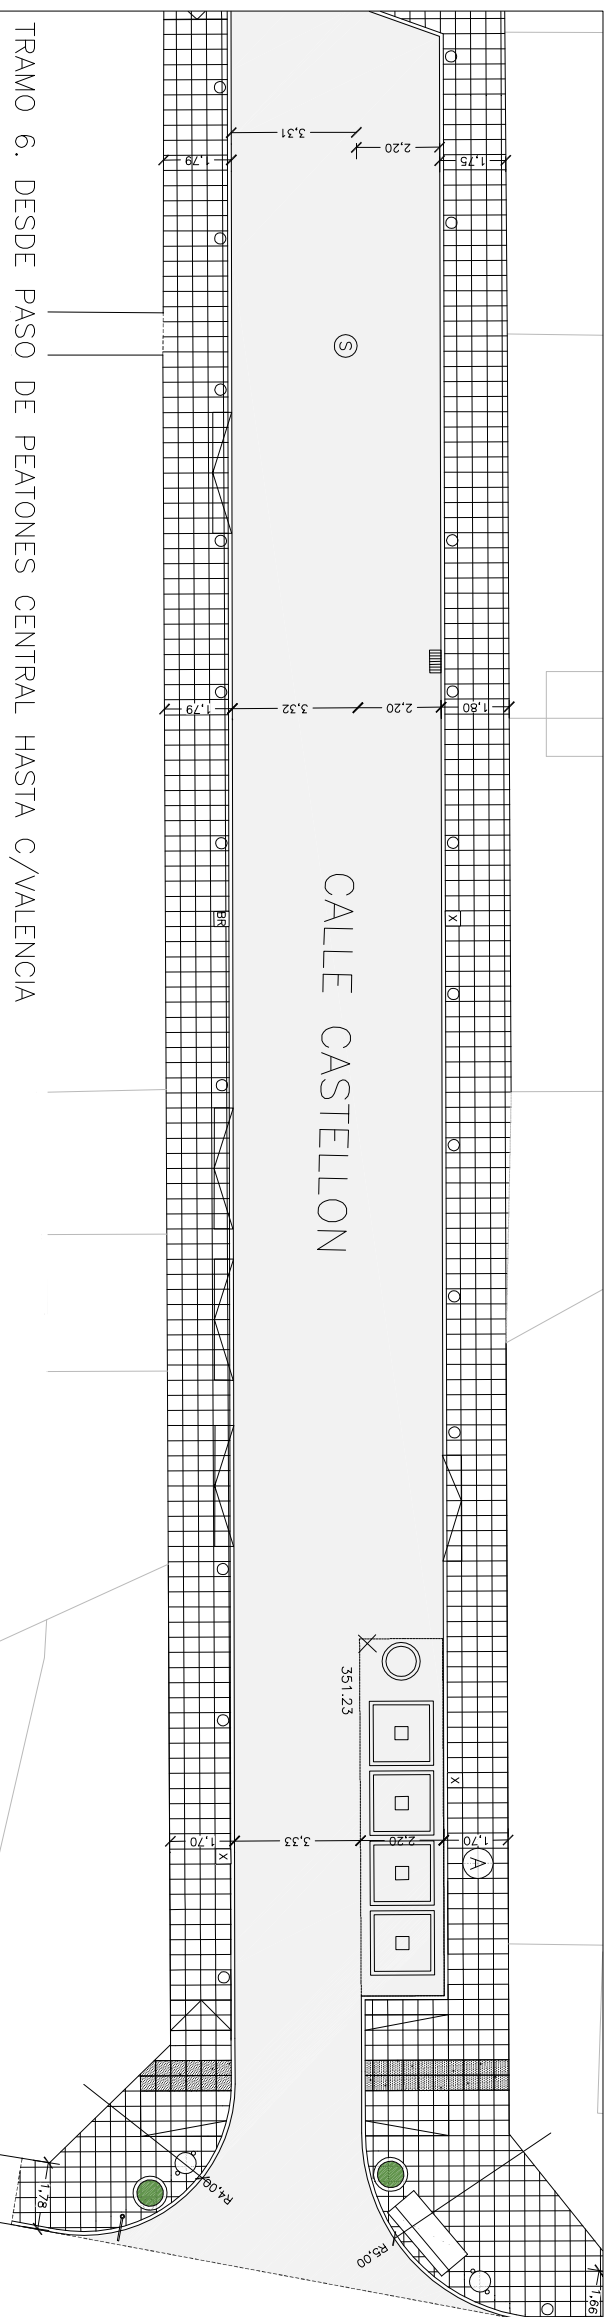 TRAMO 6. DESDE PASO DE PEATONES CENTRAL HASTA C/VALENCIA
3,31
2,20
1,79
1,75
S
1,79
3,32
2,20
1,80
BR
X
CALLE CASTELLON
351.23
X
1,70
3,33
2,20
1,70
X
A
R4,00
R5,00
1,78
1,66